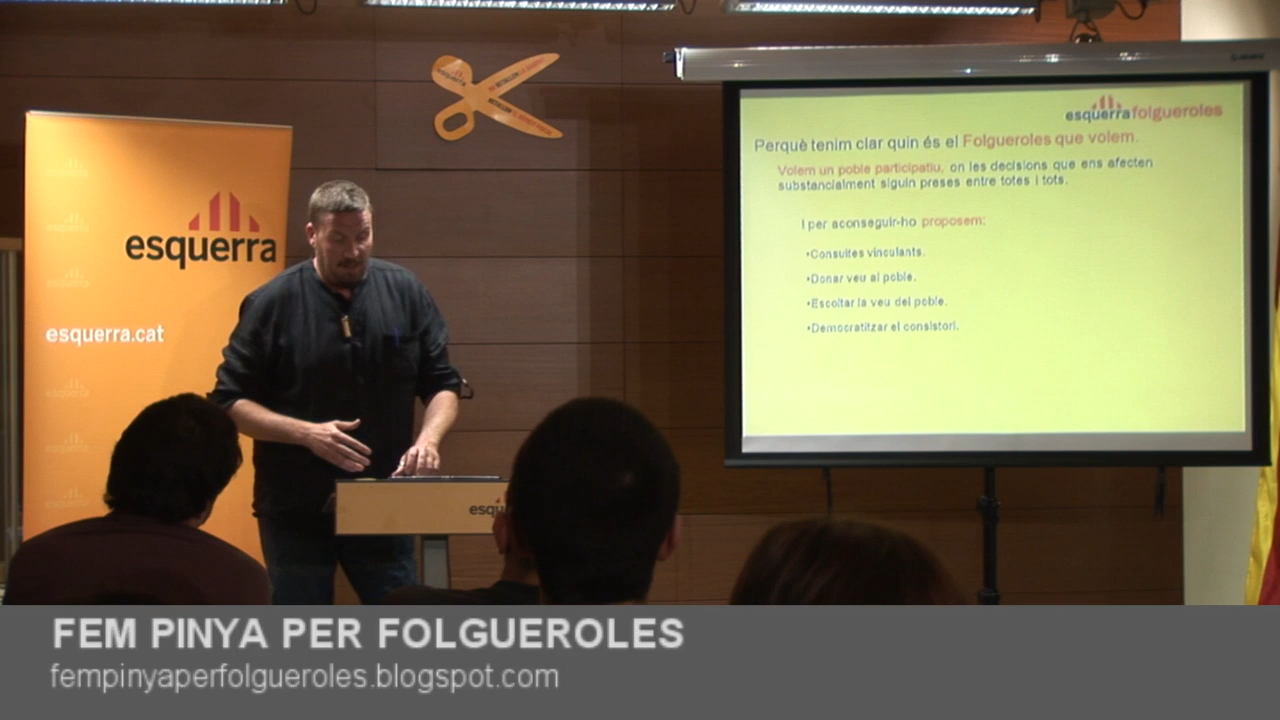 esquerra
esquerra.cat
esquerra
esquerrafolgueroles
Perquè tenim clar quin és el Folgueroles que volem.
Volem un poble participatiu, on les decisions que ens afecten
substancialment siguin preses entre totes i tots.
I per aconseguir-ho proposem:
•Consultes vinculants.
•Donar veu al poble.
•Escoltar la veu del poble.
•Democratitzar el consistori.
esqu
FEM PINYA PER FOLGUEROLES
fempinyaperfolgueroles.blogspot.com